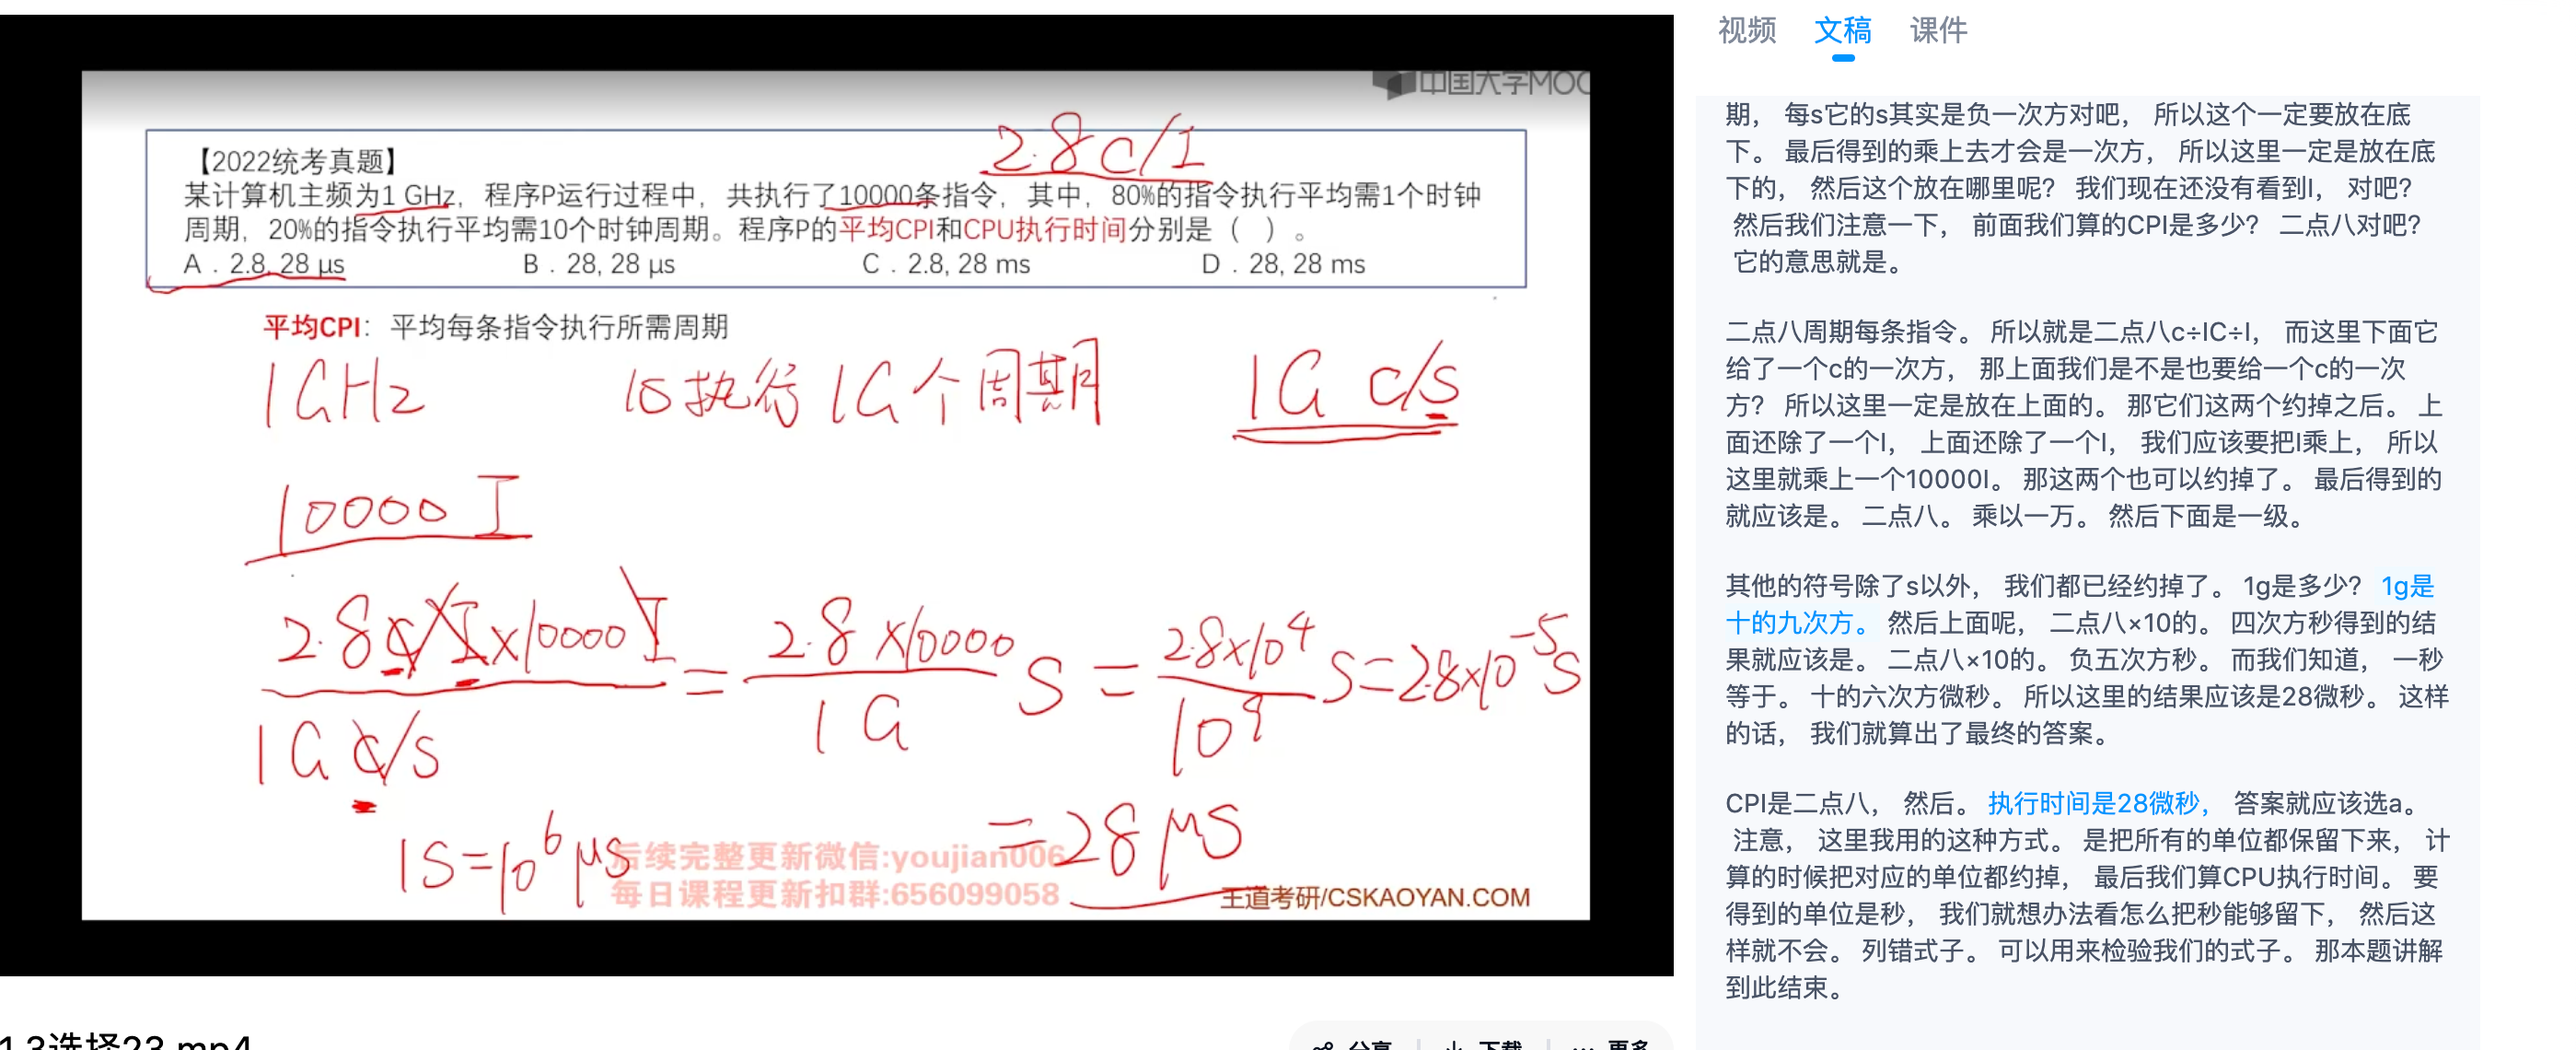 视频 文稿 课件
中国大学MOC
2.8 C/I
【2022统考真题】
某计算机主频为1 GHz，程序P运行过程中，共执行了10000条指令，其中，80%的指令执行平均需1个时钟
周期，20%的指令执行平均需10个时钟周期。程序P的平均CPI和CPU执行时间分别是（ ）。
A．2.8, 28 μs B．28, 28 μs C．2.8, 28 ms D．28, 28 ms
平均CPI：平均每条指令执行所需周期
1GHz 1s执行1G个周期 1G c/s
10000 I
2.8 c/I x10000 I = 2.8 x10000 S = 2.8x10^4 S = 2.8x10^-5 S
1G c/s 1G 10^9
= 28 μs
1S=10^6 μs
后续完整更新微信:youjian006
每日课程更新扣群:656099058
王道考研/CSKAOYAN.COM
1.3选择23.mp4
分享 下载 更多
期， 每s它的s其实是负一次方对吧， 所以这个一定要放在底
下。 最后得到的乘上去才会是一次方， 所以这里一定是放在底
下的， 然后这个放在哪里呢？ 我们现在还没有看到I， 对吧？
然后我们注意一下， 前面我们算的CPI是多少？ 二点八对吧？
它的意思就是。
二点八周期每条指令。 所以就是二点八c÷IC÷I， 而这里下面它
给了一个c的一次方， 那上面我们是不是也要给一个c的一次
方？ 所以这里一定是放在上面的。 那它们这两个约掉之后。 上
面还除了一个I， 上面还除了一个I， 我们应该要把I乘上， 所以
这里就乘上一个10000I。 那这两个也可以约掉了。 最后得到的
就应该是。 二点八。 乘以一万。 然后下面是一级。
其他的符号除了s以外， 我们都已经约掉了。 1g是多少？ 1g是
十的九次方。 然后上面呢， 二点八×10的。 四次方秒得到的结
果就应该是。 二点八×10的。 负五次方秒。 而我们知道， 一秒
等于。 十的六次方微秒。 所以这里的结果应该是28微秒。 这样
的话， 我们就算出了最终的答案。
CPI是二点八， 然后。 执行时间是28微秒， 答案就应该选a。
注意， 这里我用的这种方式。 是把所有的单位都保留下来， 计
算的时候把对应的单位都约掉， 最后我们算CPU执行时间。 要
得到的单位是秒， 我们就想办法看怎么把秒能够留下， 然后这
样就不会。 列错式子。 可以用来检验我们的式子。 那本题讲解
到此结束。